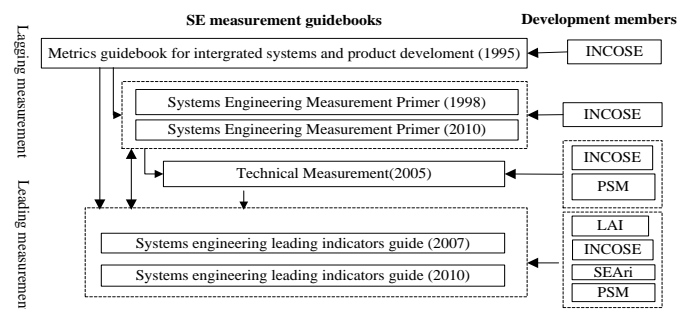 SE measurement guidebooks
Development members
Lagging measurement
Metrics guidebook for intergrated systems and product develoment (1995)
INCOSE
Systems Engineering Measurement Primer (1998)
Systems Engineering Measurement Primer (2010)
INCOSE
Technical Measurement(2005)
INCOSE
PSM
Leading measuremen
Systems engineering leading indicators guide (2007)
Systems engineering leading indicators guide (2010)
LAI
INCOSE
SEAri
PSM